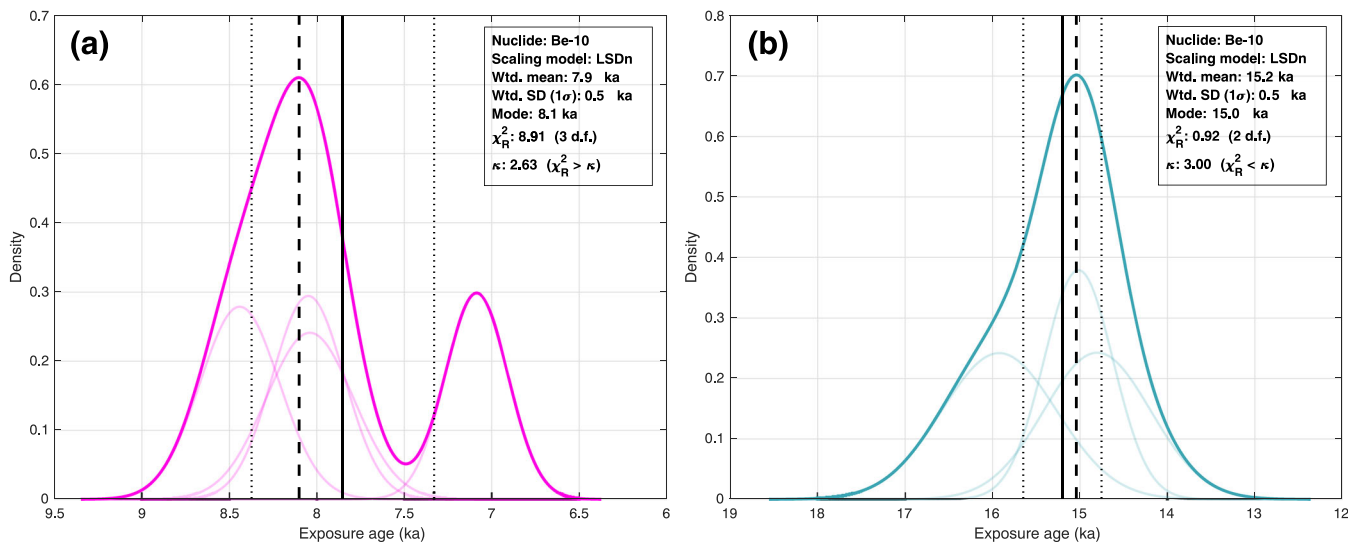 (a)
Nuclide: Be-10
Scaling model: LSDn
Wtd. mean: 7.9 ka
Wtd. SD (1σ): 0.5 ka
Mode: 8.1 ka
χ²R: 8.91 (3 d.f.)
κ: 2.63 (χ²R > κ)
0.7
0.6
0.5
0.4
0.3
0.2
0.1
0
Density
9.5 9 8.5 8 7.5 7 6.5 6
Exposure age (ka)
(b)
Nuclide: Be-10
Scaling model: LSDn
Wtd. mean: 15.2 ka
Wtd. SD (1σ): 0.5 ka
Mode: 15.0 ka
χ²R: 0.92 (2 d.f.)
κ: 3.00 (χ²R < κ)
0.8
0.7
0.6
0.5
0.4
0.3
0.2
0.1
0
Density
19 18 17 16 15 14 13 12
Exposure age (ka)